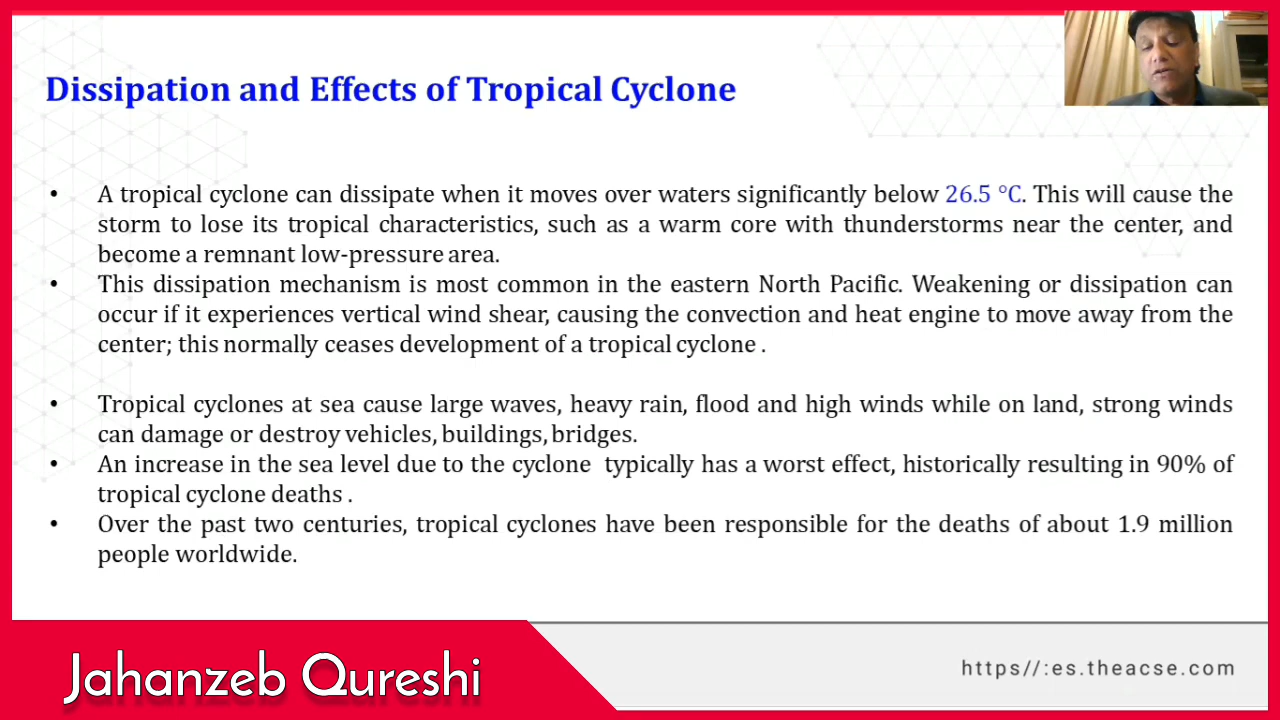 Dissipation and Effects of Tropical Cyclone
• A tropical cyclone can dissipate when it moves over waters significantly below 26.5 °C. This will cause the
storm to lose its tropical characteristics, such as a warm core with thunderstorms near the center, and
become a remnant low-pressure area.
• This dissipation mechanism is most common in the eastern North Pacific. Weakening or dissipation can
occur if it experiences vertical wind shear, causing the convection and heat engine to move away from the
center; this normally ceases development of a tropical cyclone .
• Tropical cyclones at sea cause large waves, heavy rain, flood and high winds while on land, strong winds
can damage or destroy vehicles, buildings, bridges.
• An increase in the sea level due to the cyclone typically has a worst effect, historically resulting in 90% of
tropical cyclone deaths .
• Over the past two centuries, tropical cyclones have been responsible for the deaths of about 1.9 million
people worldwide.
Jahanzeb Qureshi
https//:es.theacse.com